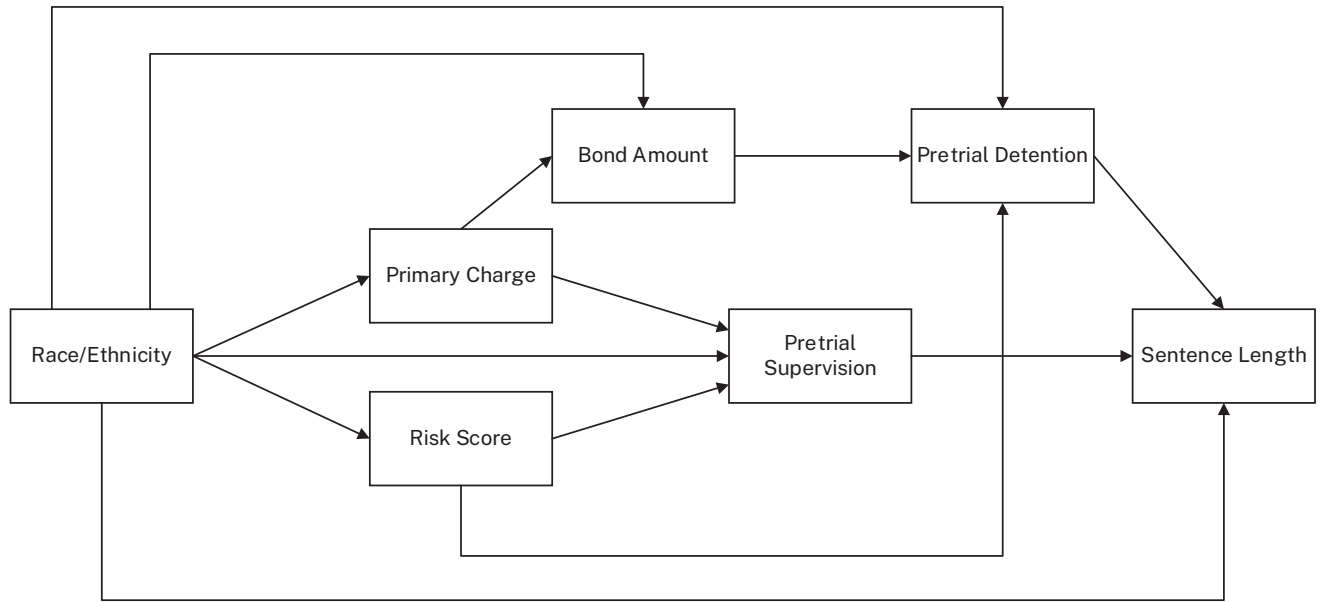 Bond Amount
Pretrial Detention
Primary Charge
Race/Ethnicity
Pretrial
Supervision
Sentence Length
Risk Score